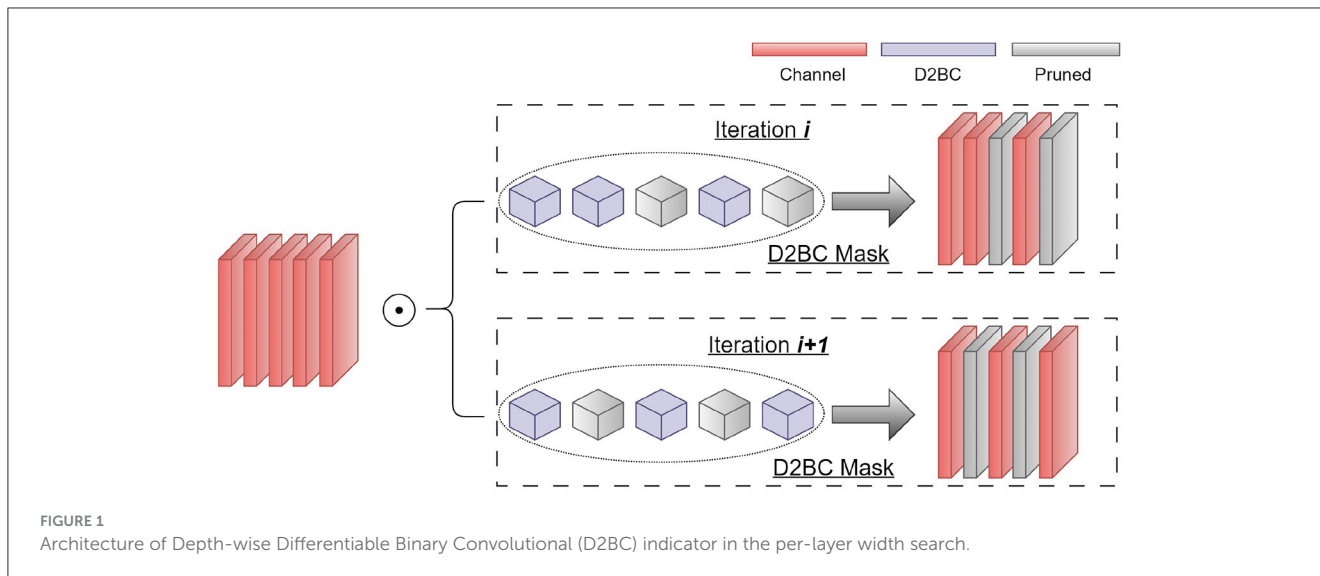 Channel D2BC Pruned
Iteration i
D2BC Mask
Iteration i+1
D2BC Mask
FIGURE 1
Architecture of Depth-wise Differentiable Binary Convolutional (D2BC) indicator in the per-layer width search.